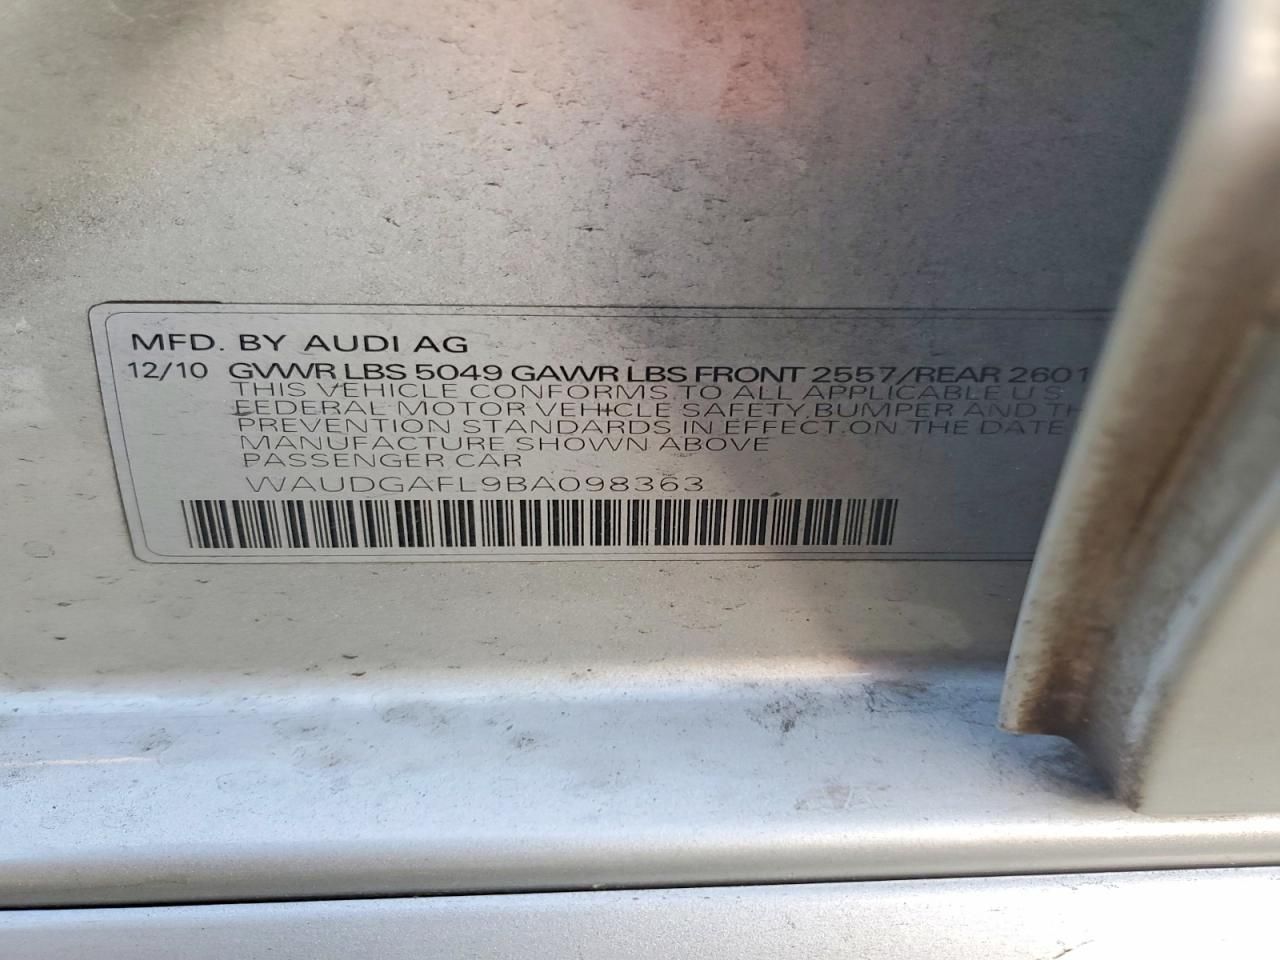 MFD. BY AUDI AG
12/10 GVWR LBS 5049 GAWR LBS FRONT 2557/REAR 2601
THIS VEHICLE CONFORMS TO ALL APPLICABLE U S
FEDERAL MOTOR VEHICLE SAFETY,BUMPER AND
PREVENTION STANDARDS IN EFFECT.ON THE DATE
MANUFACTURE SHOWN ABOVE
PASSENGER CAR
WAUDGAFL9BA098363